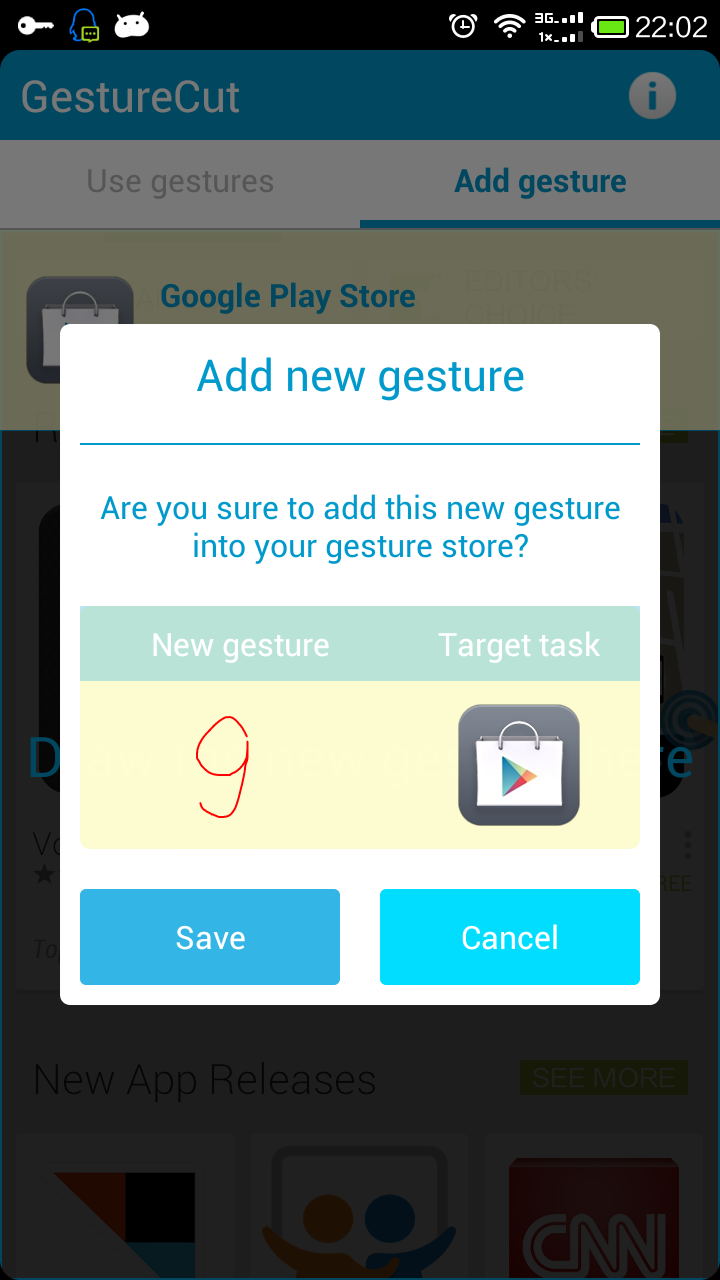 3G
1x
22:02
GestureCut
Use gestures
Add gesture
EDITORS'
CHOICE
Google Play Store
Add new gesture
Are you sure to add this new gesture
into your gesture store?
New gesture
Target task
9
Save
Cancel
New App Releases
SEE MORE
CNN